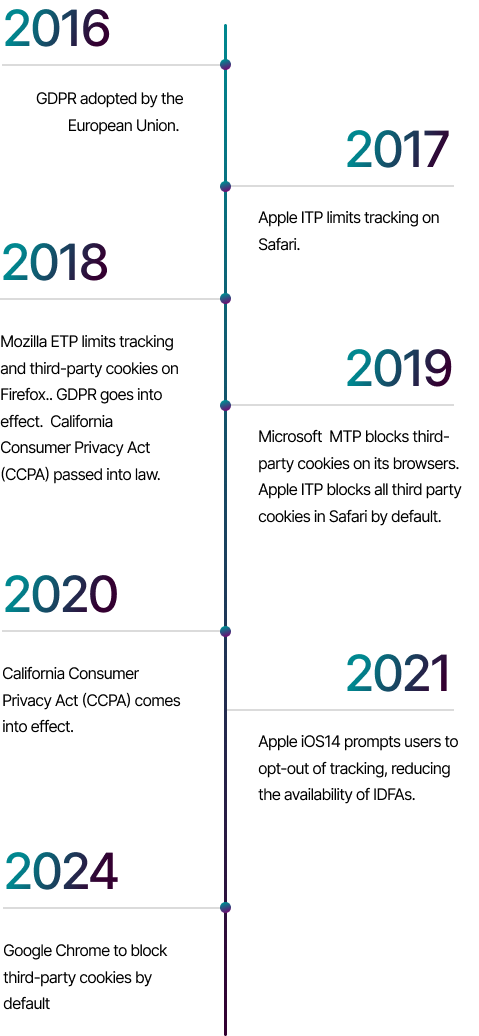 2016
GDPR adopted by the
European Union.
2017
Apple ITP limits tracking on
Safari.
2018
Mozilla ETP limits tracking
and third-party cookies on
Firefox.. GDPR goes into
effect.  California
Consumer Privacy Act
(CCPA) passed into law.
2019
Microsoft  MTP blocks third-
party cookies on its browsers.
Apple ITP blocks all third party
cookies in Safari by default.
2020
California Consumer
Privacy Act (CCPA) comes
into effect.
2021
Apple iOS14 prompts users to
opt-out of tracking, reducing
the availability of IDFAs.
2024
Google Chrome to block
third-party cookies by
default